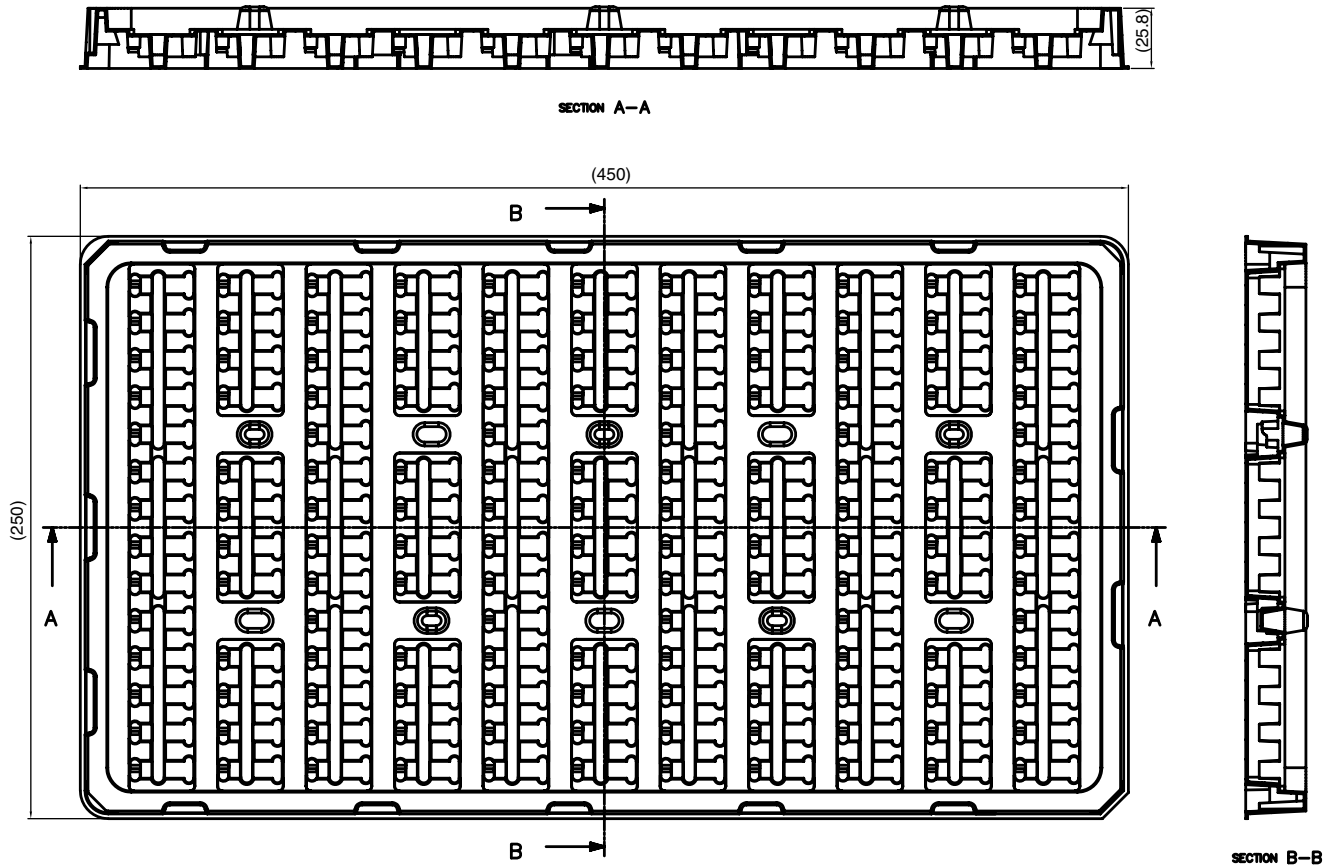 (25.8)
SECTION A-A
(450)
B
(250)
A
A
B
SECTION B-B